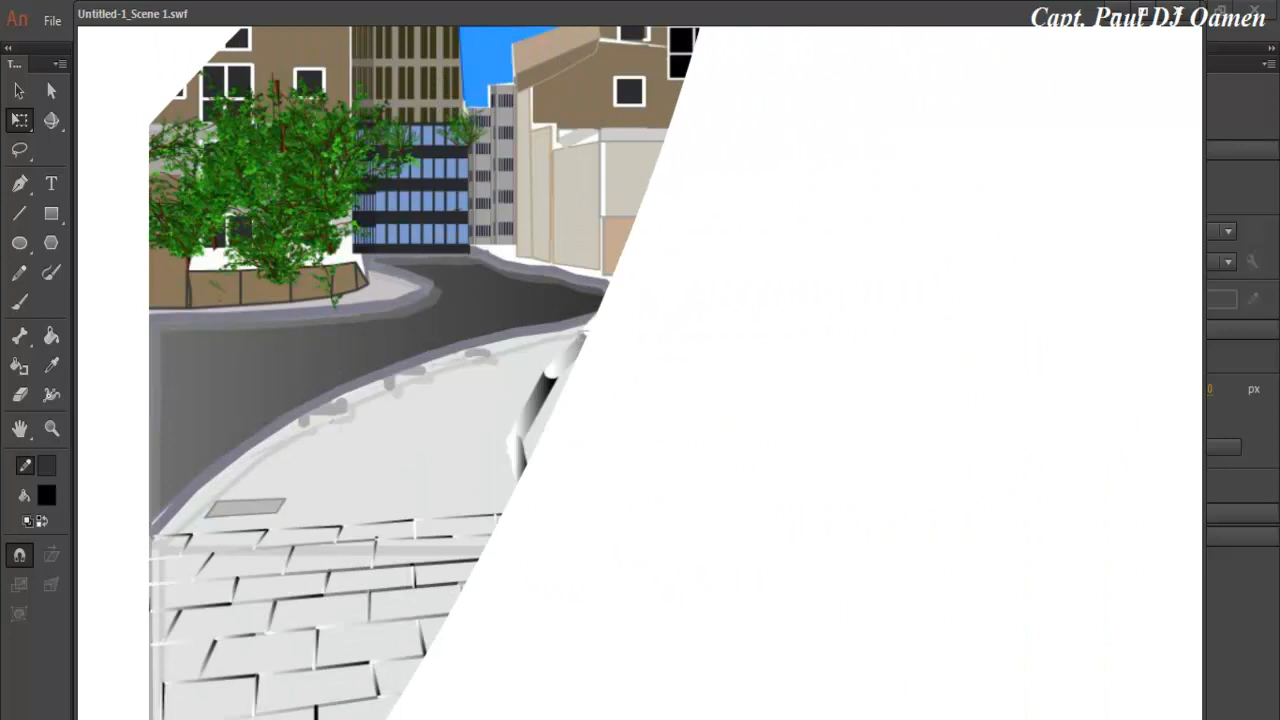 An File
Untitled-1_Scene 1.swf
Capt. Paul DJ Oamen
T...
T
px